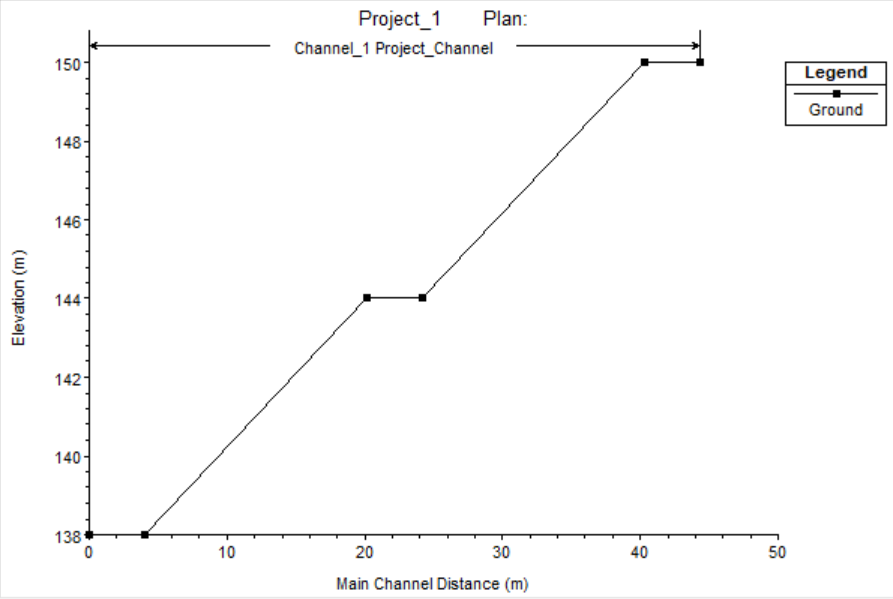 Project_1 Plan:
Channel_1 Project_Channel
Legend
Ground
Elevation (m)
150
148
146
144
142
140
138
0 10 20 30 40 50
Main Channel Distance (m)